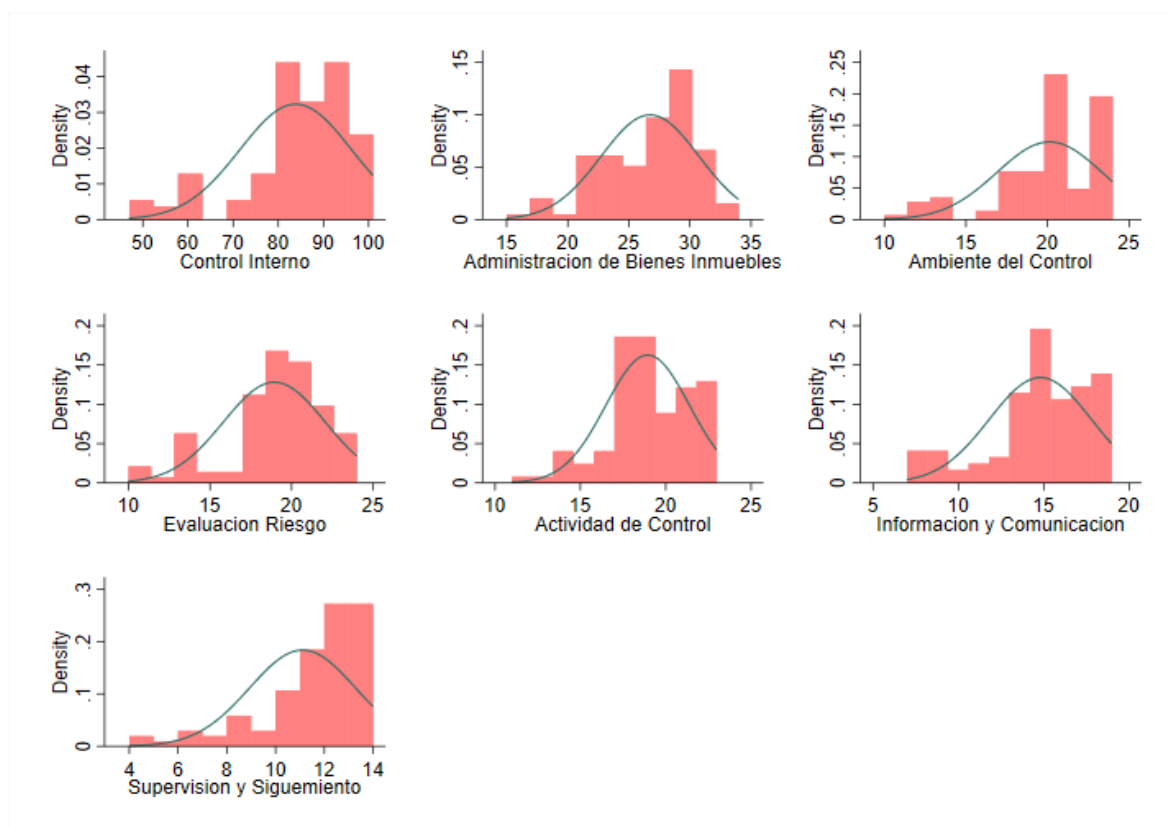 Density
0 .01 .02 .03 .04
50 60 70 80 90 100
Control Interno
Density
0 .05 .1 .15
15 20 25 30 35
Administracion de Bienes Inmuebles
Density
0 .05 .1 .15 .2 .25
10 15 20 25
Ambiente del Control
Density
0 .05 .1 .15 .2
10 15 20 25
Evaluacion Riesgo
Density
0 .05 .1 .15 .2
10 15 20 25
Actividad de Control
Density
0 .05 .1 .15 .2
5 10 15 20
Informacion y Comunicacion
Density
0 .1 .2 .3
4 6 8 10 12 14
Supervision y Siguemiento